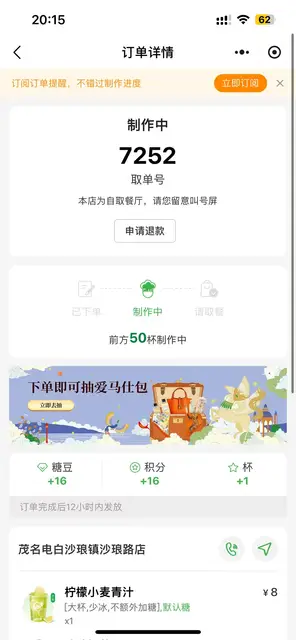 20:15
62
订单详情
订阅订单提醒，不错过制作进度
立即订阅
制作中
7252
取单号
本店为自取餐厅，请您留意叫号屏
申请退款
已下单
制作中
请取餐
前方50杯制作中
下单即可抽爱马仕包
立即去抽
糖豆
+16
积分
+16
杯
+1
订单完成后12小时内发放
茂名电白沙琅镇沙琅路店
柠檬小麦青汁
¥8
[大杯,少冰,不额外加糖],默认糖
x1